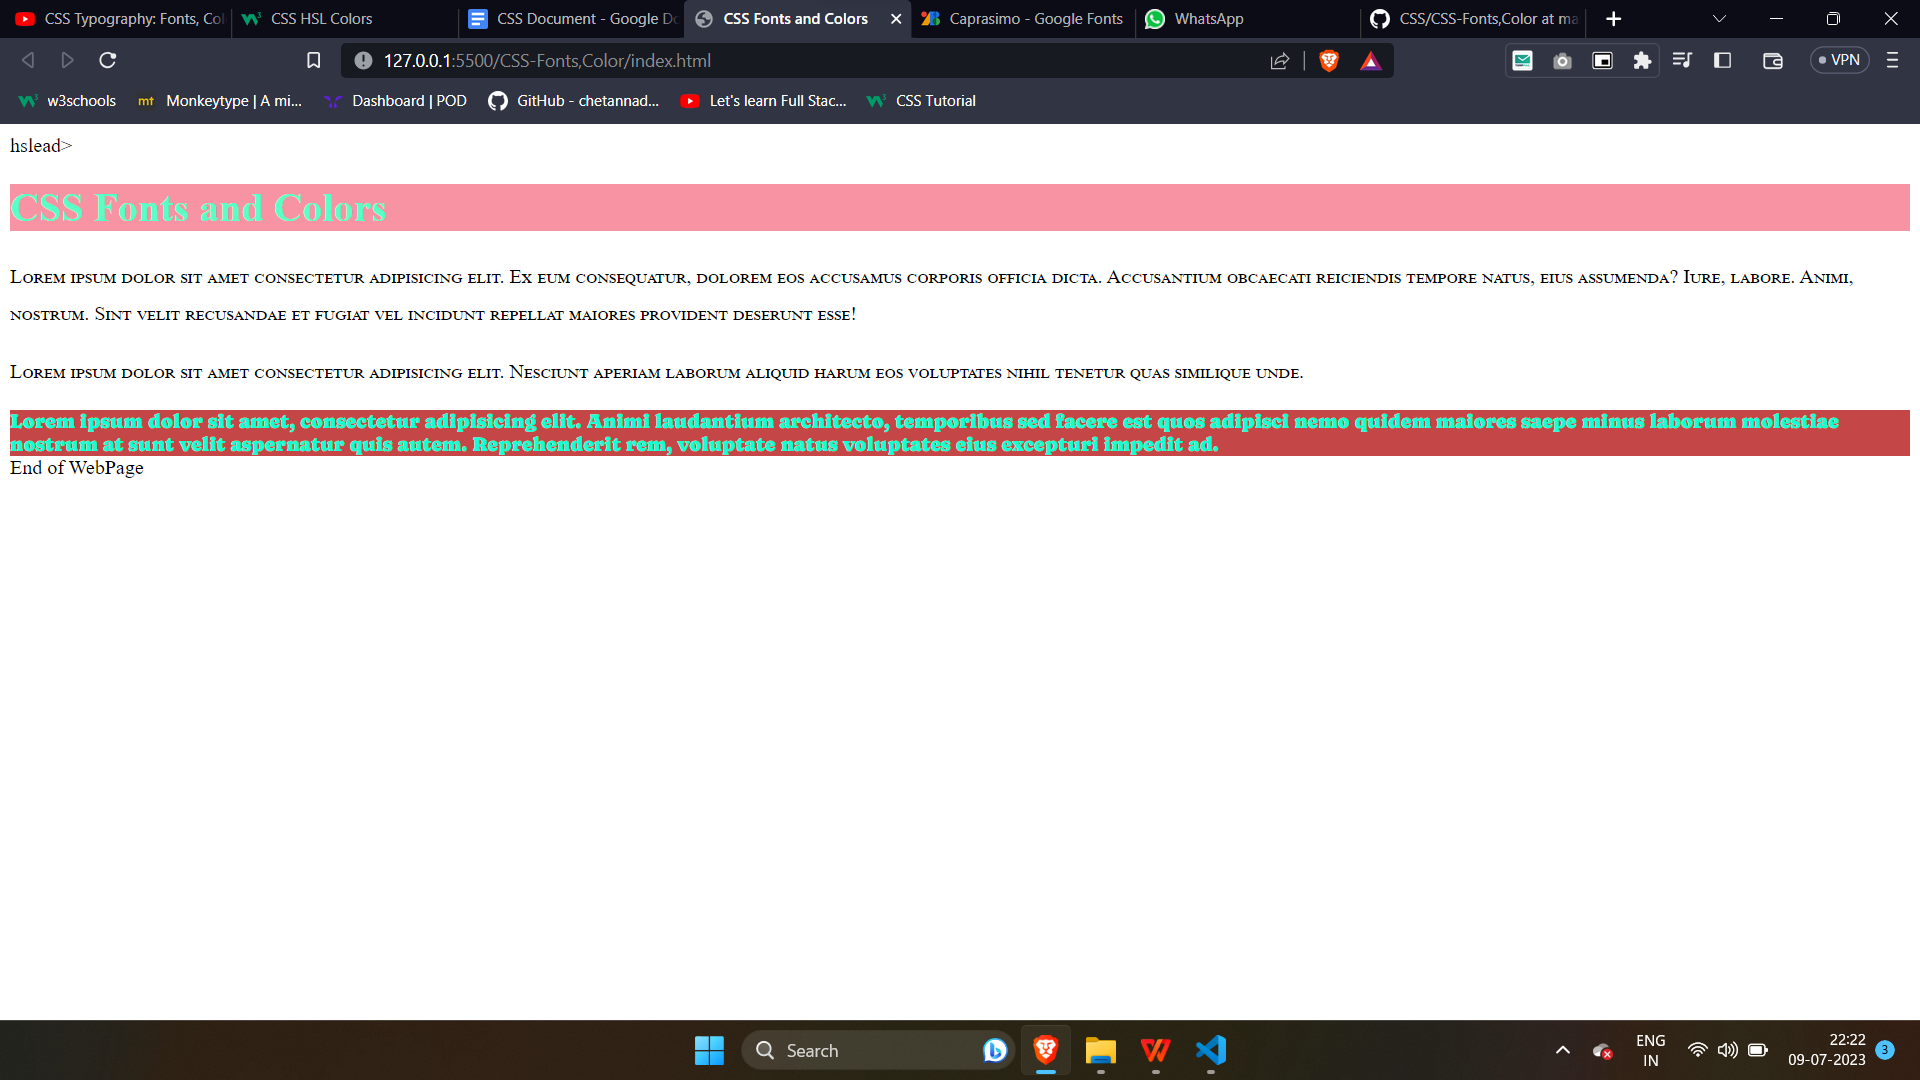 CSS Typography: Fonts, Col
CSS HSL Colors
CSS Document - Google Do
CSS Fonts and Colors
Caprasimo - Google Fonts
WhatsApp
CSS/CSS-Fonts,Color at ma
127.0.0.1:5500/CSS-Fonts,Color/index.html
VPN
w3schools
mt Monkeytype | A mi...
Dashboard | POD
GitHub - chetannad...
Let's learn Full Stac...
CSS Tutorial
hslead>
CSS Fonts and Colors
Lorem ipsum dolor sit amet consectetur adipisicing elit. Ex eum consequatur, dolorem eos accusamus corporis officia dicta. Accusantium obcaecati reiciendis tempore natus, eius assumenda? Iure, labore. Animi,
nostrum. Sint velit recusandae et fugiat vel incidunt repellat maiores provident deserunt esse!
Lorem ipsum dolor sit amet consectetur adipisicing elit. Nesciunt aperiam laborum aliquid harum eos voluptates nihil tenetur quas similique unde.
Lorem ipsum dolor sit amet, consectetur adipisicing elit. Animi laudantium architecto, temporibus sed facere est quos adipisci nemo quidem maiores saepe minus laborum molestiae
nostrum at sunt velit aspernatur quis autem. Reprehenderit rem, voluptate natus voluptates eius excepturi impedit ad.
End of WebPage
Search
ENG
IN
22:22
09-07-2023
3